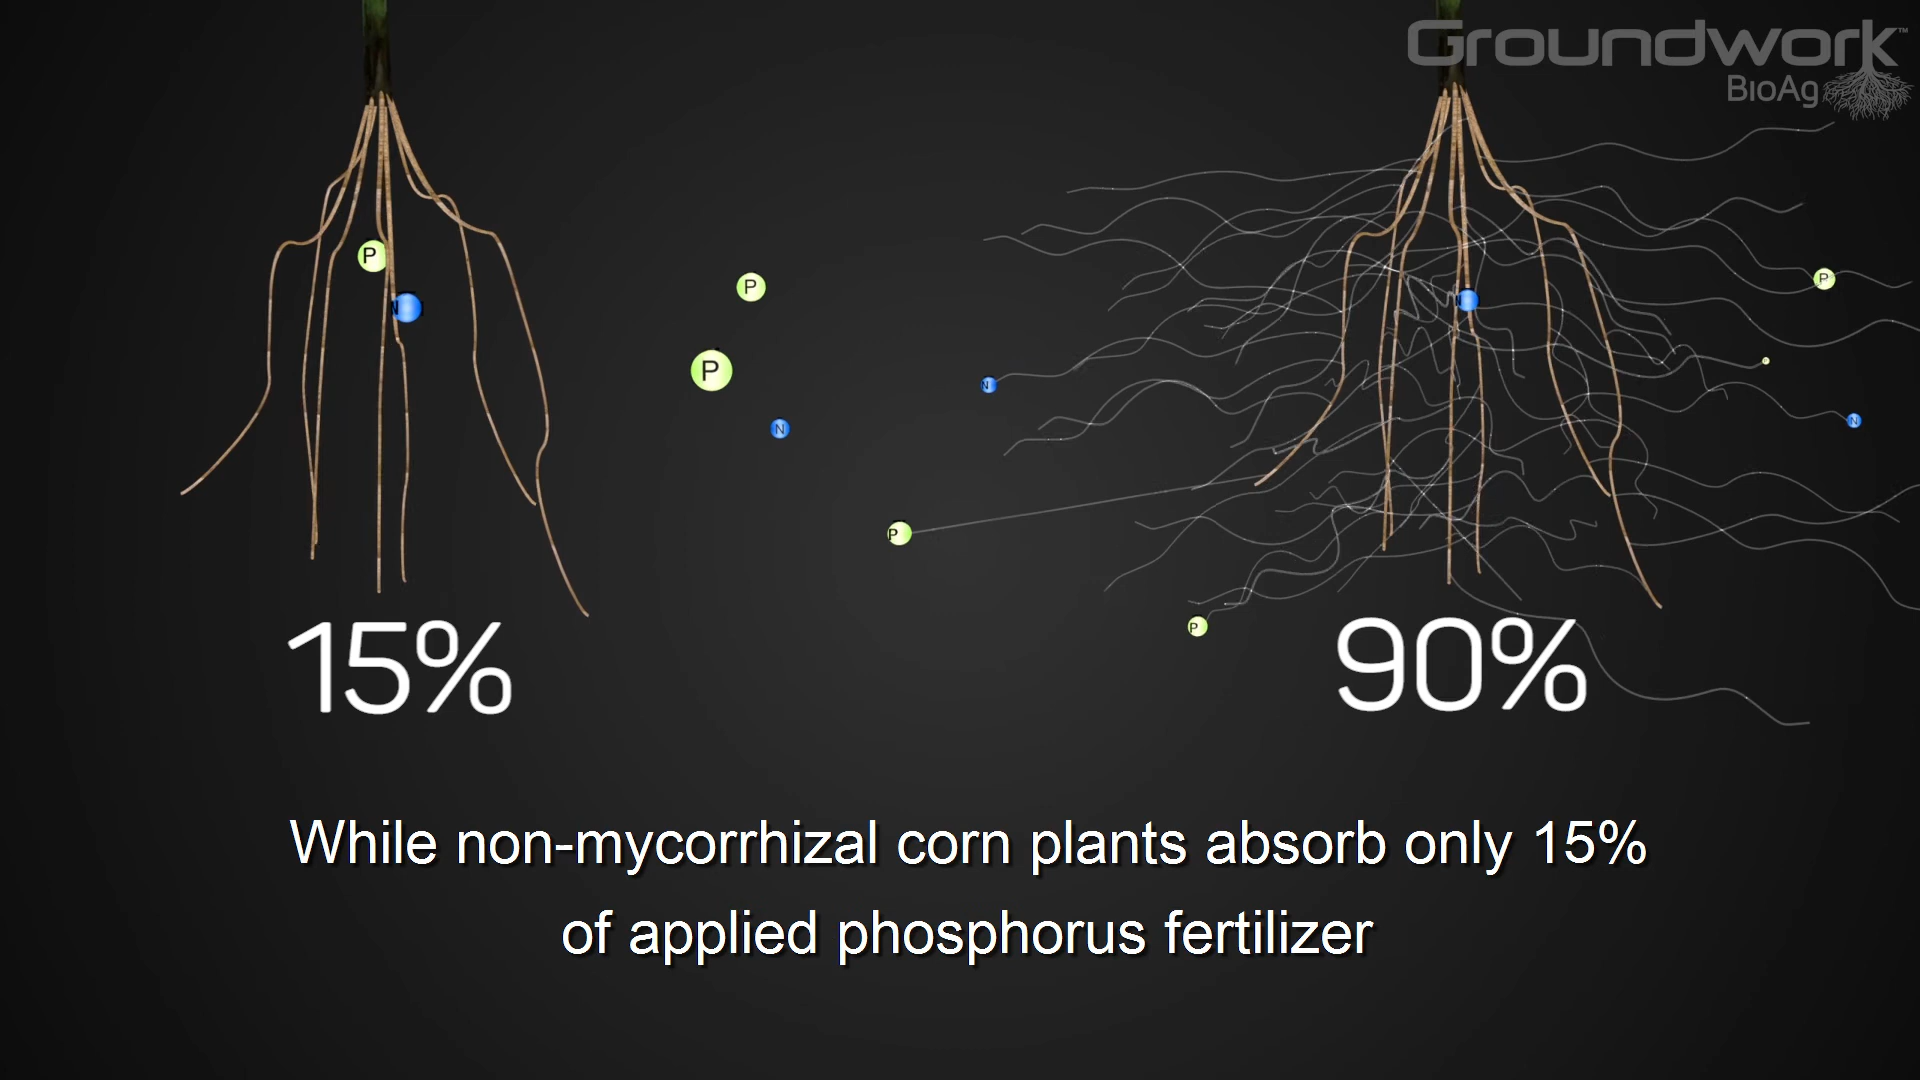 Groundwork™
BioAg
P
N
P
P
N
P
N
P
N
P
P
N
15%
90%
While non-mycorrhizal corn plants absorb only 15%
of applied phosphorus fertilizer